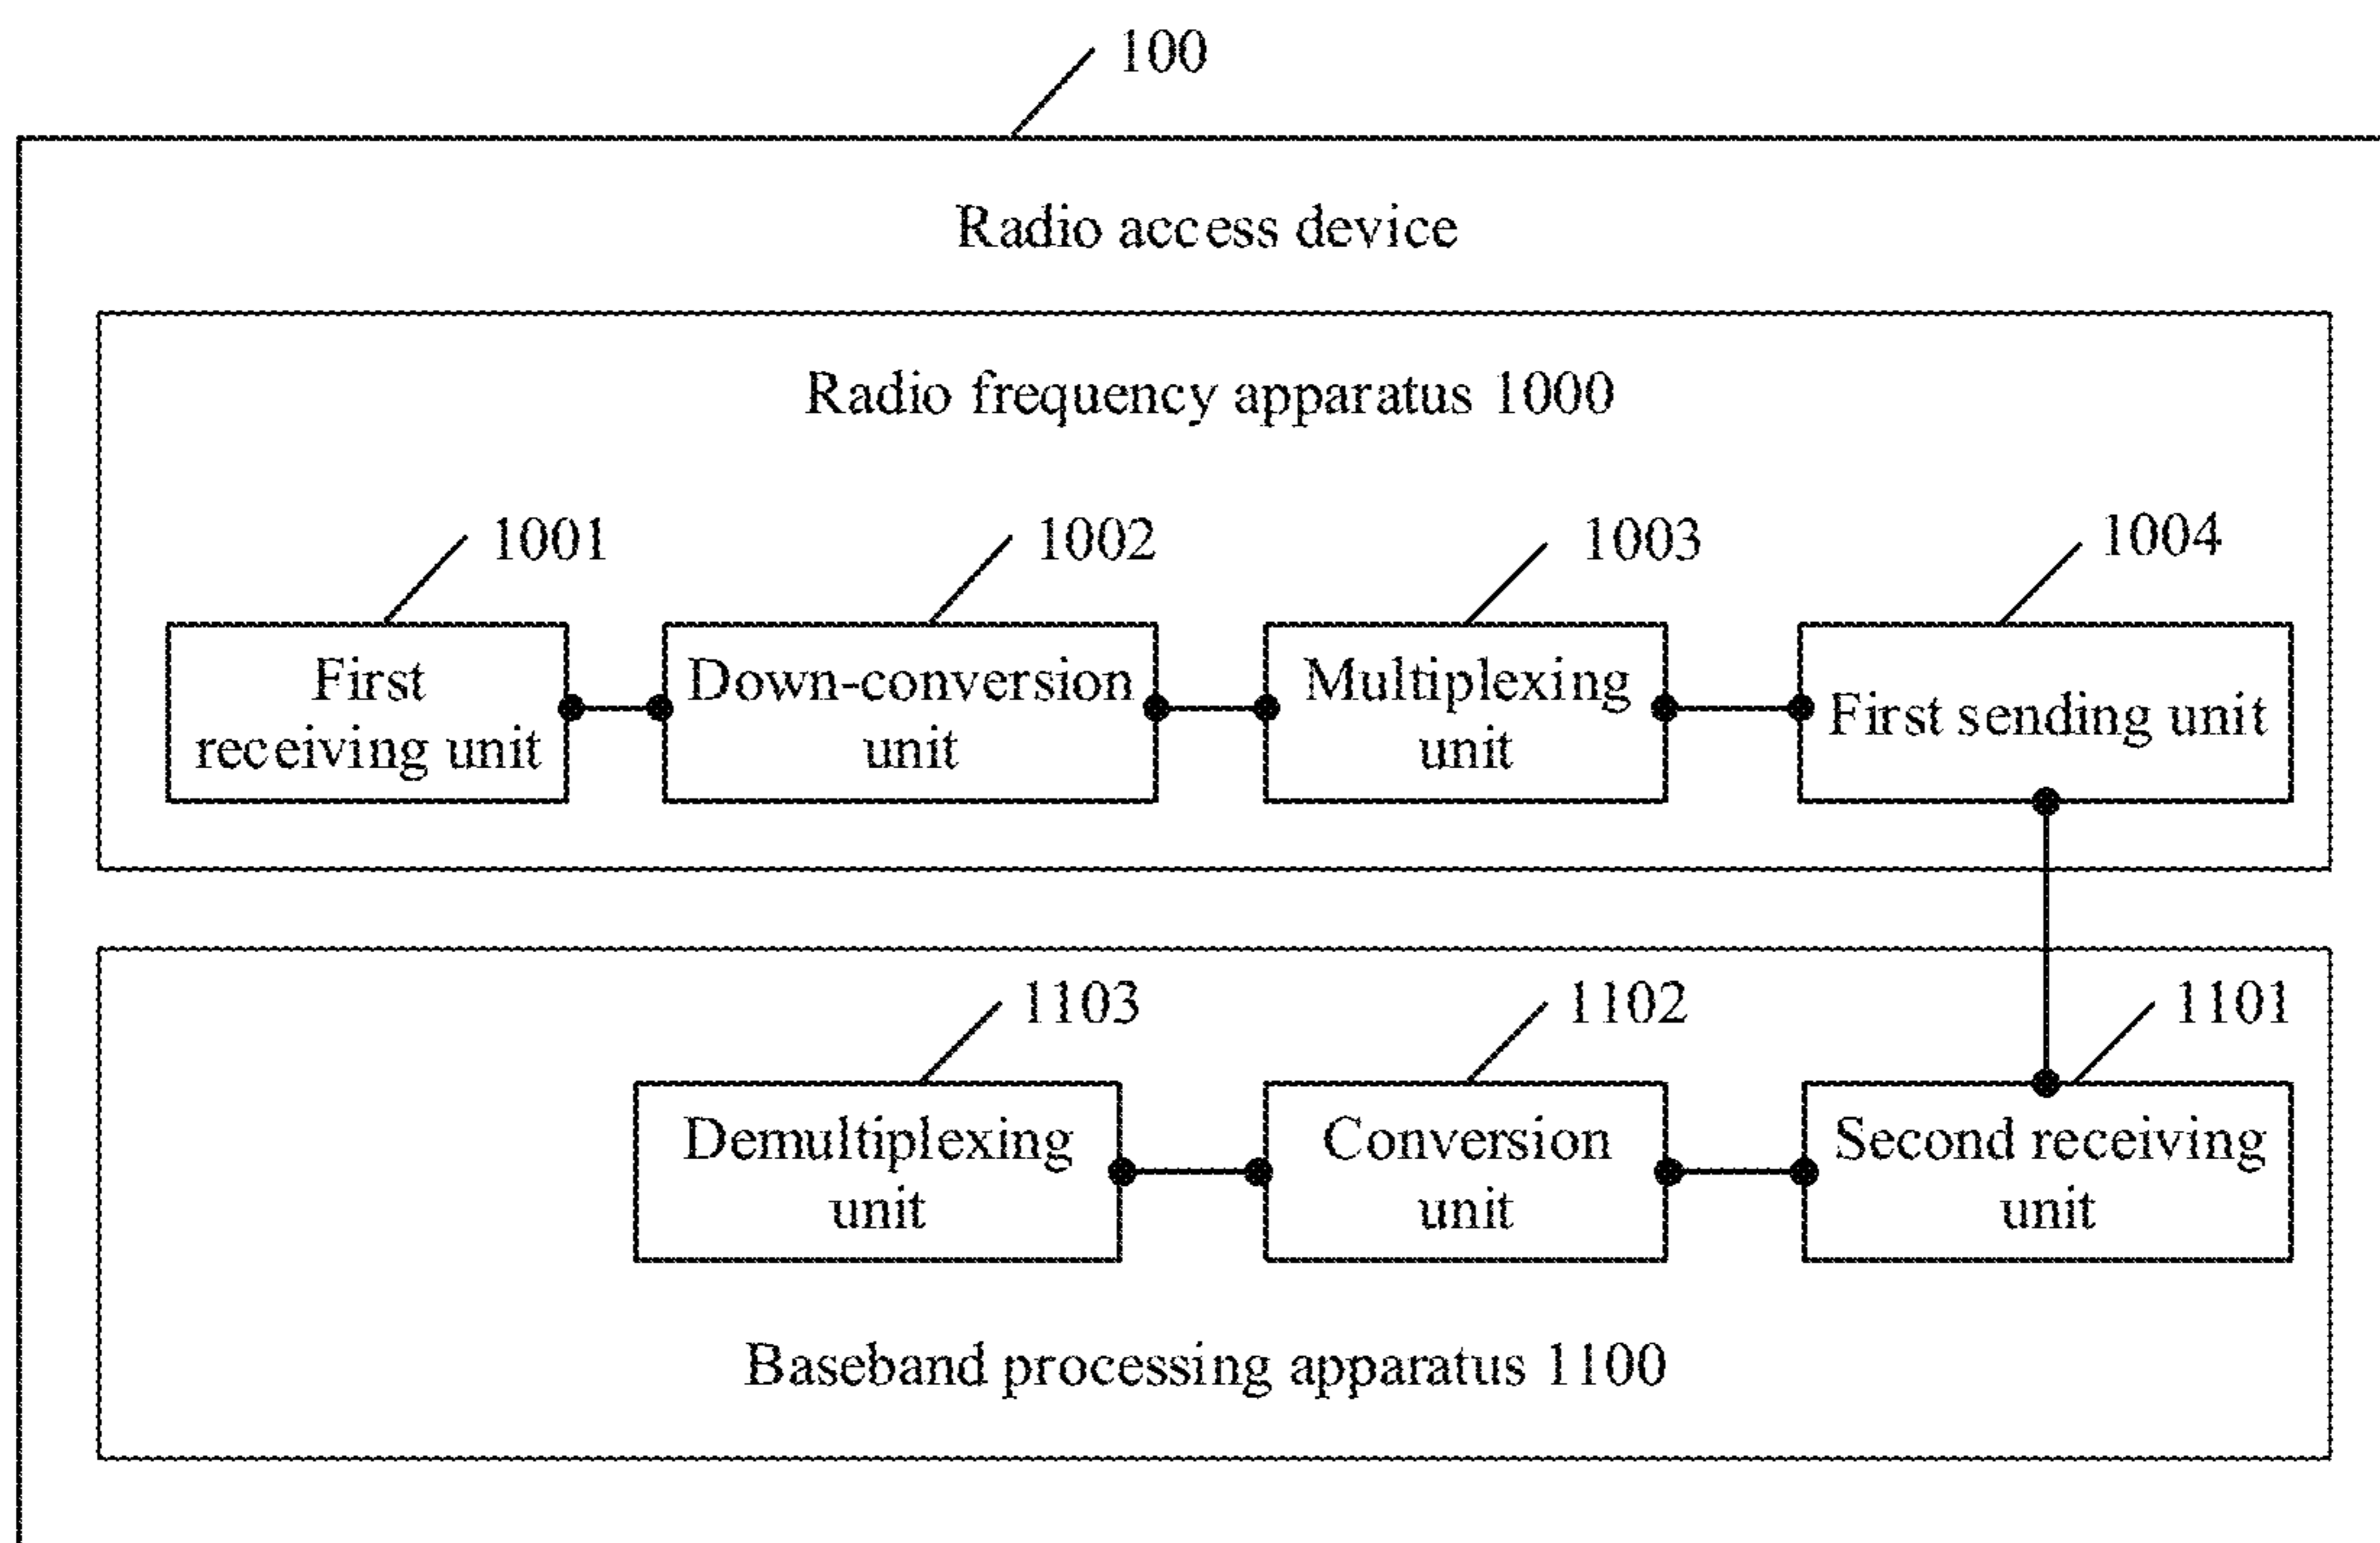 100
Radio access device
Radio frequency apparatus 1000
1001 1002 1003 1004
First
receiving unit
Down-conversion
unit
Multiplexing
unit
First sending unit
1103 1102 1101
Demultiplexing
unit
Conversion
unit
Second receiving
unit
Baseband processing apparatus 1100